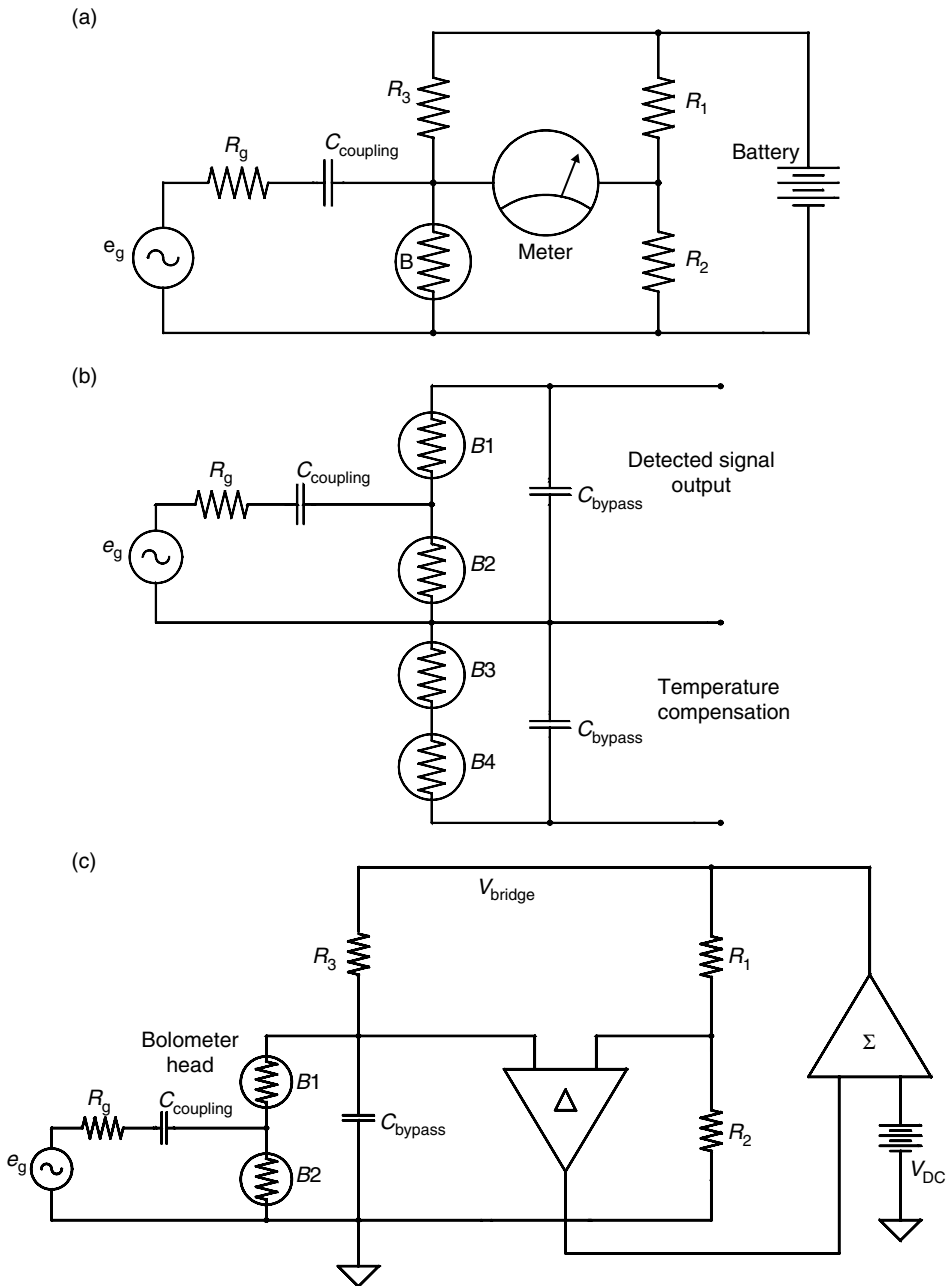 (a)
R3
R1
Rg
Ccoupling
Battery
eg
B
Meter
R2
(b)
B1
Rg
Ccoupling
Detected signal
output
Cbypass
eg
B2
B3
Temperature
compensation
Cbypass
B4
(c)
Vbridge
R3
R1
Bolometer
head
Σ
B1
Rg
Ccoupling
Δ
Cbypass
R2
eg
B2
VDC